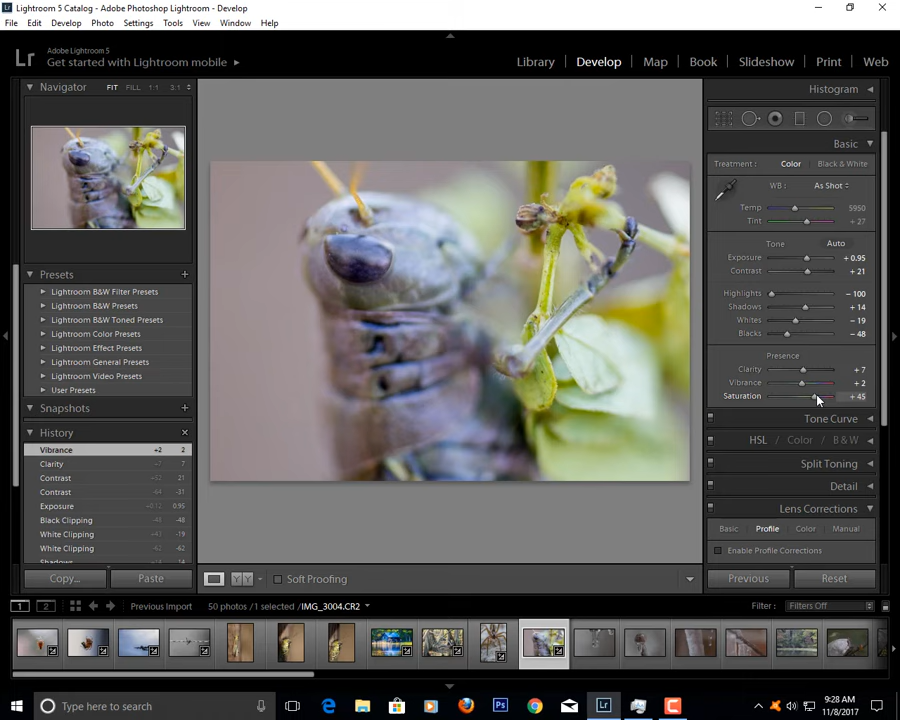 Lightroom 5 Catalog - Adobe Photoshop Lightroom - Develop
File Edit Develop Photo Settings Tools View Window Help
Lr Adobe Lightroom 5
Get started with Lightroom mobile
Library Develop Map Book Slideshow Print Web
Navigator FIT FILL 1:1 3:1
Presets
Lightroom B&W Filter Presets
Lightroom B&W Presets
Lightroom B&W Toned Presets
Lightroom Color Presets
Lightroom Effect Presets
Lightroom General Presets
Lightroom Video Presets
User Presets
Snapshots
History
Vibrance +2 2
Clarity 7
Contrast 21
Contrast -64 -31
Exposure 0.95
Black Clipping -48
White Clipping -19
White Clipping -62 -62
Shadows 14
Copy... Paste
Histogram
Basic
Treatment : Color Black & White
WB : As Shot
Temp 5950
Tint + 27
Tone Auto
Exposure + 0.95
Contrast + 21
Highlights − 100
Shadows + 14
Whites − 19
Blacks − 48
Presence
Clarity + 7
Vibrance + 2
Saturation + 45
Tone Curve
HSL / Color / B & W
Split Toning
Detail
Lens Corrections
Basic Profile Color Manual
Enable Profile Corrections
Previous Reset
Y Y Soft Proofing
1 2 Previous Import 50 photos / 1 selected / IMG_3004.CR2 Filter : Filters Off
Type here to search
Ps Lr
9:28 AM
11/8/2017